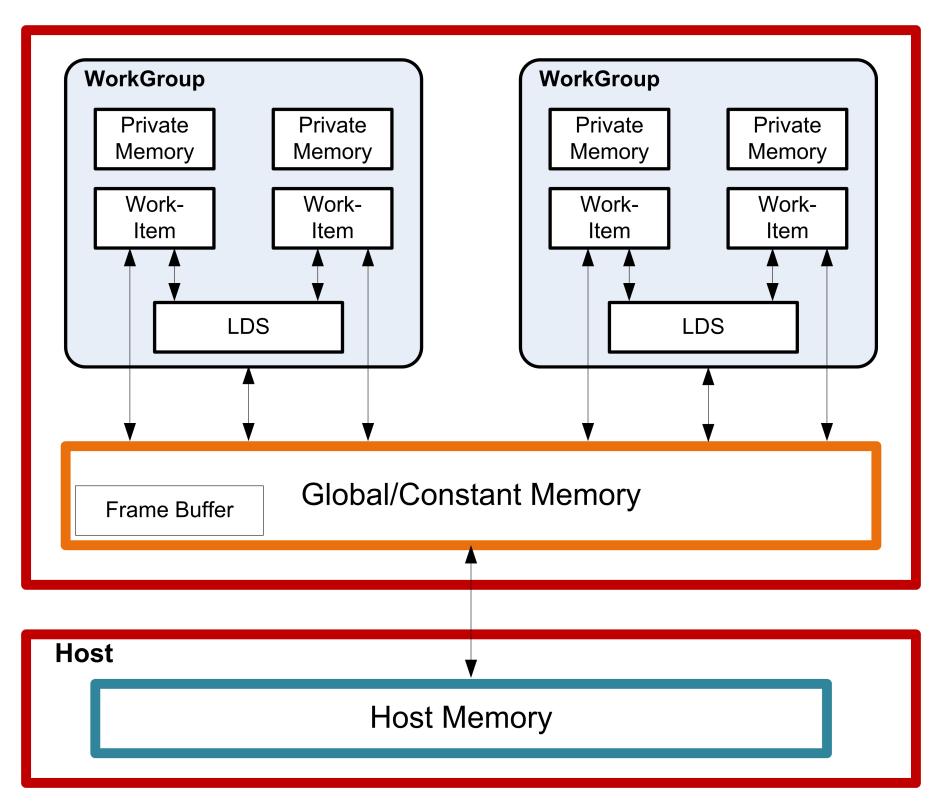 WorkGroup
Private
Memory
Private
Memory
Work-
Item
Work-
Item
LDS
WorkGroup
Private
Memory
Private
Memory
Work-
Item
Work-
Item
LDS
Global/Constant Memory
Frame Buffer
Host
Host Memory